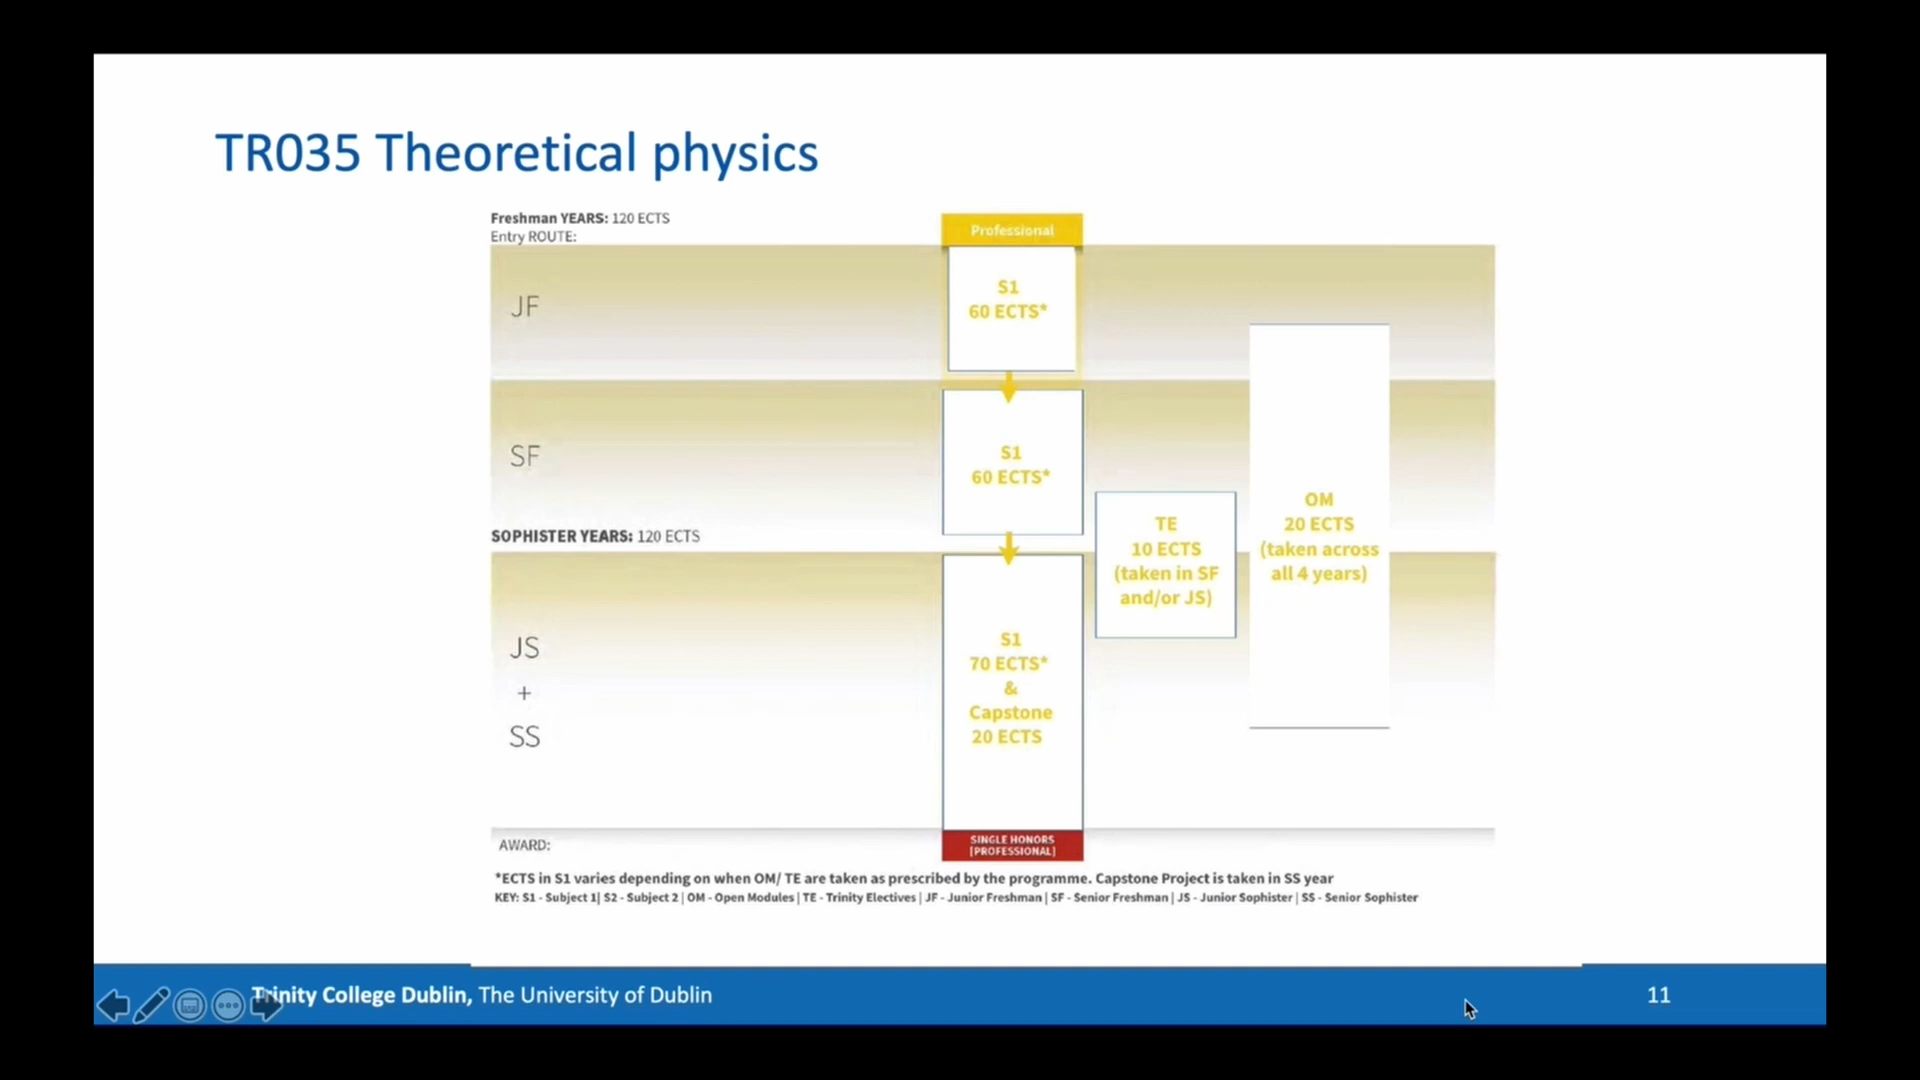 TR035 Theoretical physics
Freshman YEARS: 120 ECTS
Entry ROUTE:
Professional
JF
S1
60 ECTS*
SF
S1
60 ECTS*
SOPHISTER YEARS: 120 ECTS
TE
10 ECTS
(taken in SF
and/or JS)
OM
20 ECTS
(taken across
all 4 years)
JS
+
SS
S1
70 ECTS*
&
Capstone
20 ECTS
AWARD:
SINGLE HONORS
[PROFESSIONAL]
*ECTS in S1 varies depending on when OM/ TE are taken as prescribed by the programme. Capstone Project is taken in SS year
KEY: S1 - Subject 1| S2 - Subject 2 | OM - Open Modules | TE - Trinity Electives | JF - Junior Freshman | SF - Senior Freshman | JS - Junior Sophister | SS - Senior Sophister
Trinity College Dublin, The University of Dublin
11